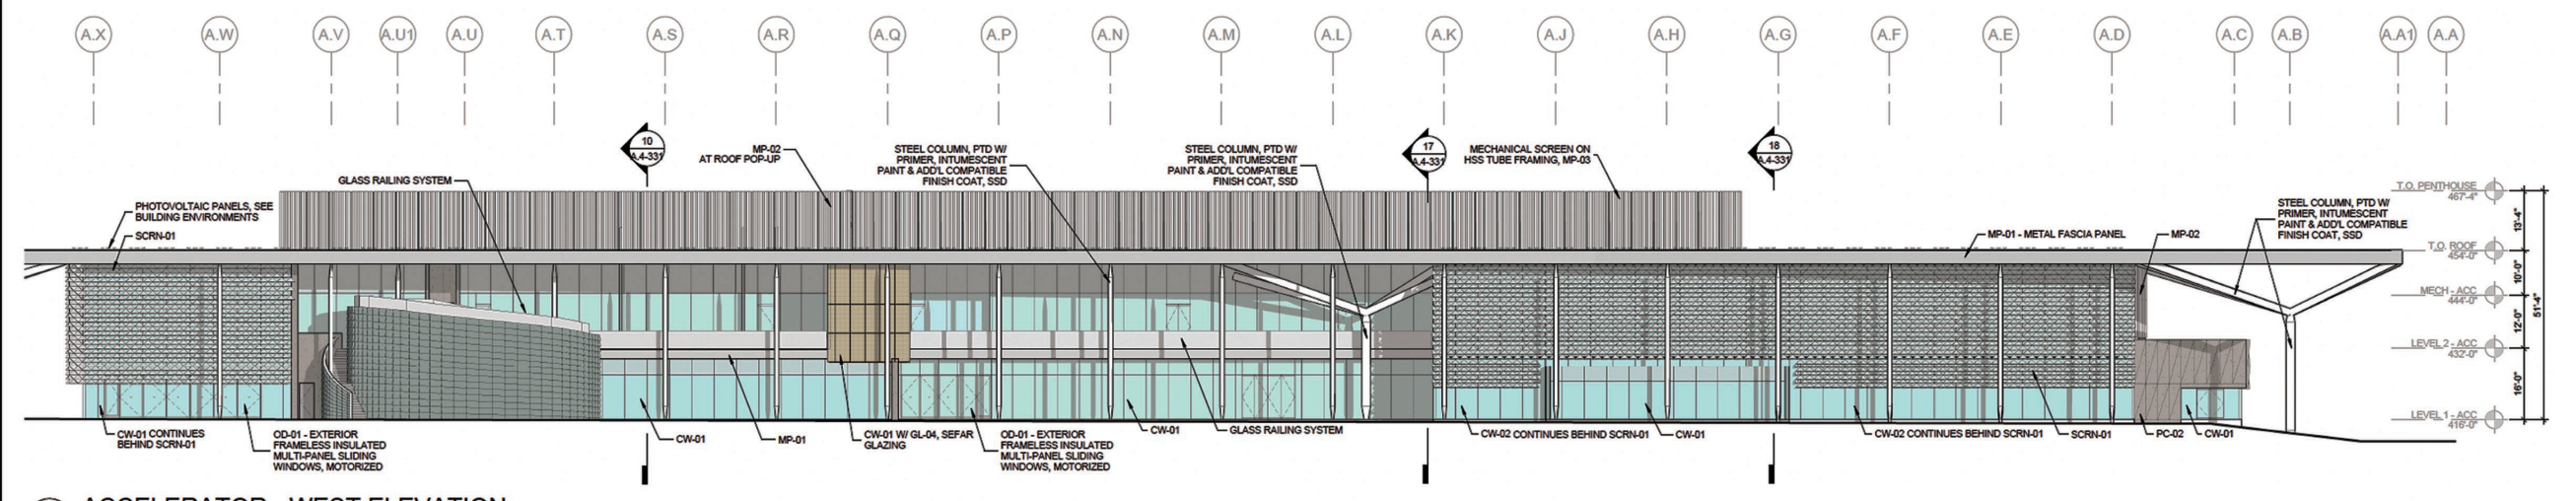 A.X A.W A.V A.U1 A.U A.T A.S A.R A.Q A.P A.N A.M A.L A.K A.J A.H A.G A.F A.E A.D A.C A.B A.A1 A.A
10
A.4-331
17
A.4-331
18
A.4-331
PHOTOVOLTAIC PANELS, SEE
BUILDING ENVIRONMENTS
SCRN-01
GLASS RAILING SYSTEM
MP-02
AT ROOF POP-UP
STEEL COLUMN, PTD W/
PRIMER, INTUMESCENT
PAINT & ADD'L COMPATIBLE
FINISH COAT, SSD
STEEL COLUMN, PTD W/
PRIMER, INTUMESCENT
PAINT & ADD'L COMPATIBLE
FINISH COAT, SSD
MECHANICAL SCREEN ON
HSS TUBE FRAMING, MP-03
MP-01 - METAL FASCIA PANEL
MP-02
STEEL COLUMN, PTD W/
PRIMER, INTUMESCENT
PAINT & ADD'L COMPATIBLE
FINISH COAT, SSD
T.O. PENTHOUSE
467'-4"
13'-4"
T.O. ROOF
454'-0"
10'-0"
MECH - ACC
444'-0"
12'-0"
51'-4"
LEVEL 2 - ACC
432'-0"
16'-0"
LEVEL 1 - ACC
416'-0"
CW-01 CONTINUES
BEHIND SCRN-01
OD-01 - EXTERIOR
FRAMELESS INSULATED
MULTI-PANEL SLIDING
WINDOWS, MOTORIZED
CW-01
MP-01
CW-01 W/ GL-04, SEFAR
GLAZING
OD-01 - EXTERIOR
FRAMELESS INSULATED
MULTI-PANEL SLIDING
WINDOWS, MOTORIZED
CW-01
GLASS RAILING SYSTEM
CW-02 CONTINUES BEHIND SCRN-01
CW-01
CW-02 CONTINUES BEHIND SCRN-01
SCRN-01
PC-02
CW-01
ACCELERATOR - WEST ELEVATION